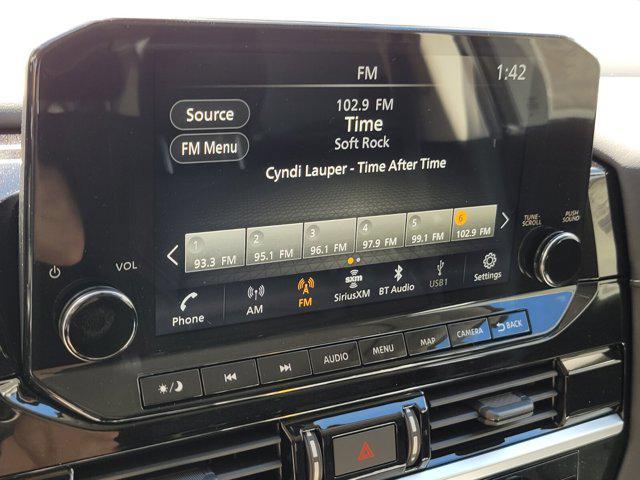 FM 1:42
102.9 FM
Source
Time
Soft Rock
FM Menu
Cyndi Lauper - Time After Time
1 2 3 4 5 6
93.3 FM 95.1 FM 96.1 FM 97.9 FM 99.1 FM 102.9 FM
TUNE-
SCROLL
PUSH
SOUND
VOL
Phone
AM
A
FM
sxm
SiriusXM
BT Audio
USB1
Settings
AUDIO MENU MAP CAMERA BACK